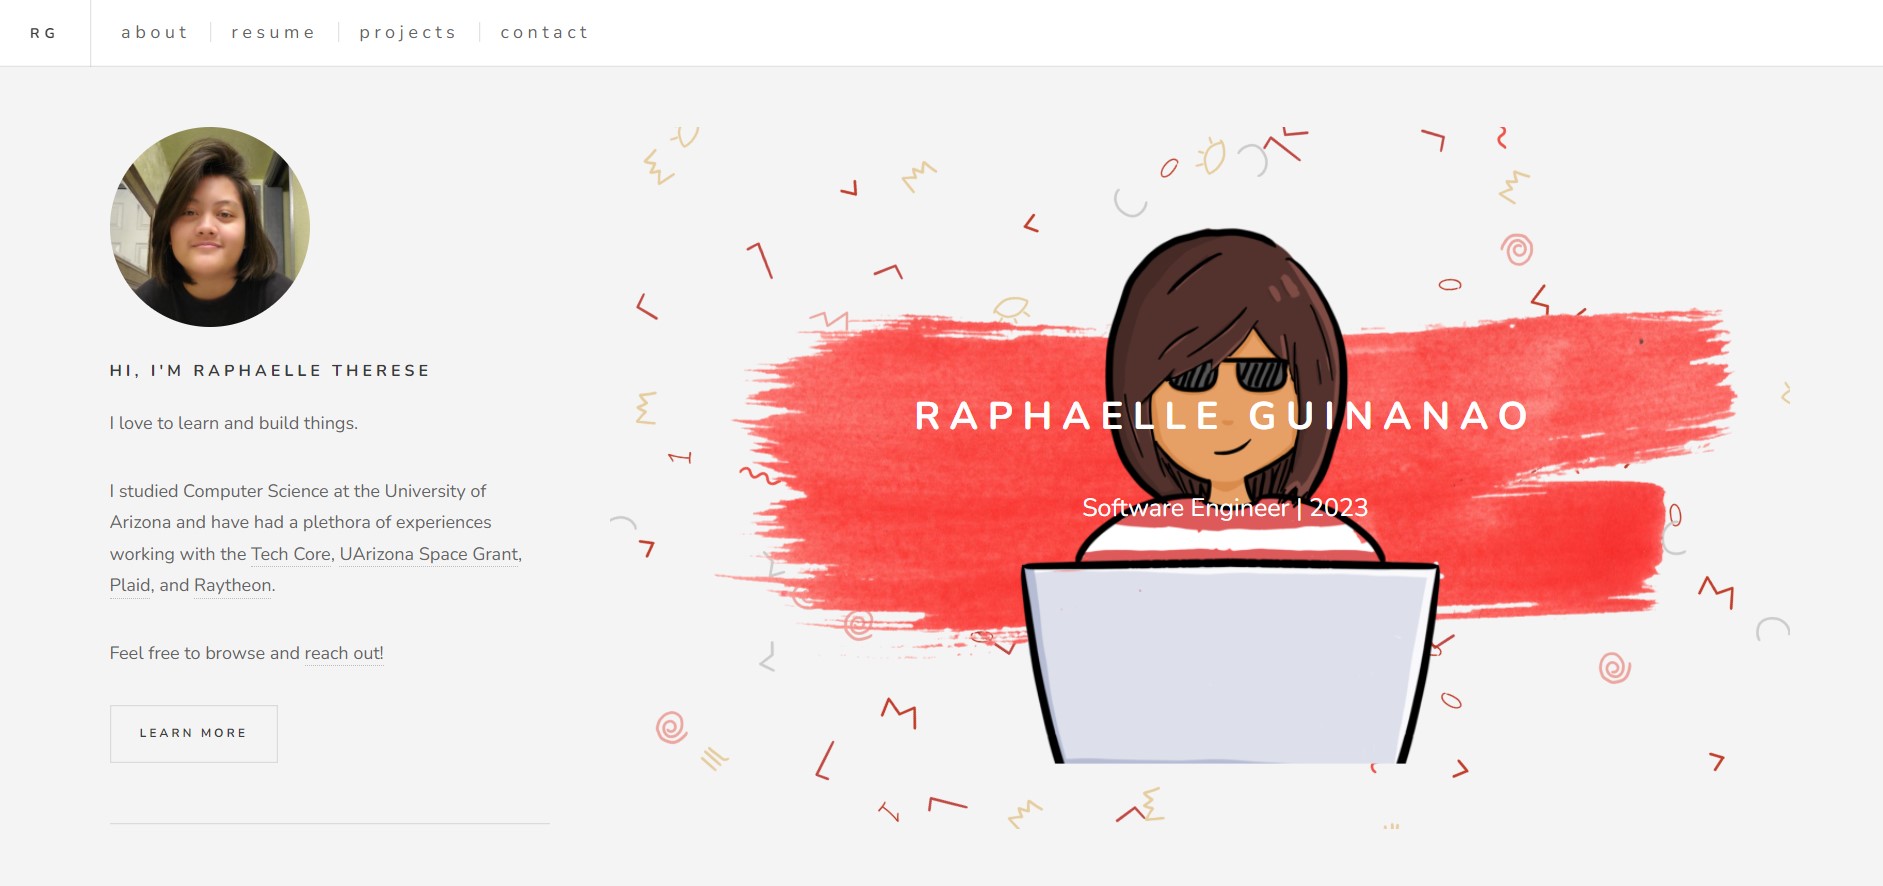 RG
about
resume
projects
contact
HI, I'M RAPHAELLE THERESE
I love to learn and build things.
I studied Computer Science at the University of
Arizona and have had a plethora of experiences
working with the Tech Core, UArizona Space Grant,
Plaid, and Raytheon.
Feel free to browse and reach out!
LEARN MORE
RAPHAELLE GUINANAO
Software Engineer | 2023